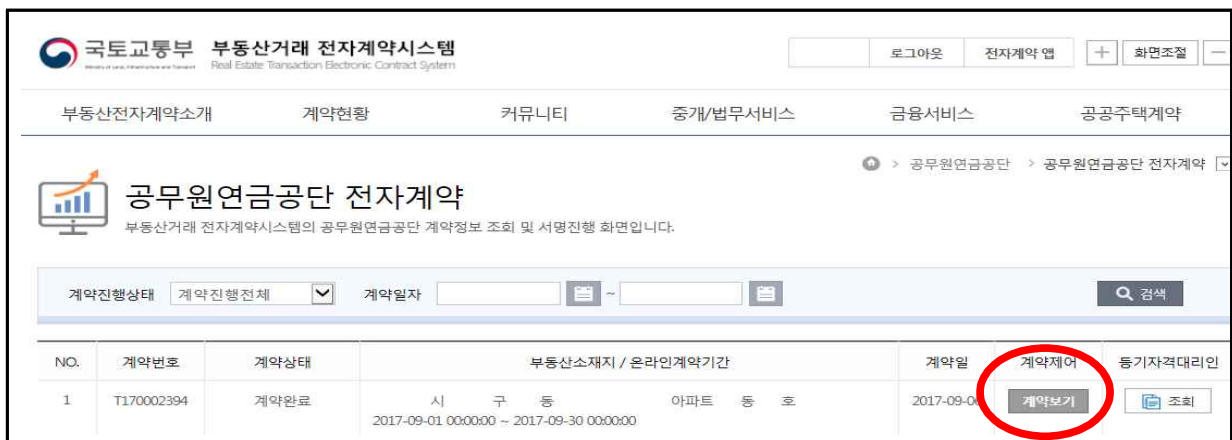 국토교통부 부동산거래 전자계약시스템
Real Estate Transaction Electronic Contract System
로그아웃 전자계약 앱 + 화면조절 －
부동산전자계약소개 계약현황 커뮤니티 중개/법무서비스 금융서비스 공공주택계약
> 공무원연금공단 > 공무원연금공단 전자계약
공무원연금공단 전자계약
부동산거래 전자계약시스템의 공무원연금공단 계약정보 조회 및 서명진행 화면입니다.
계약진행상태 계약진행전체 계약일자 ~ 검색
NO. 계약번호 계약상태 부동산소재지 / 온라인계약기간 계약일 계약제어 등기자격대리인
1 T170002394 계약완료 시 구 동 아파트 동 호 2017-09-0 계약보기 조회
2017-09-01 00:00:00 ~ 2017-09-30 00:00:00